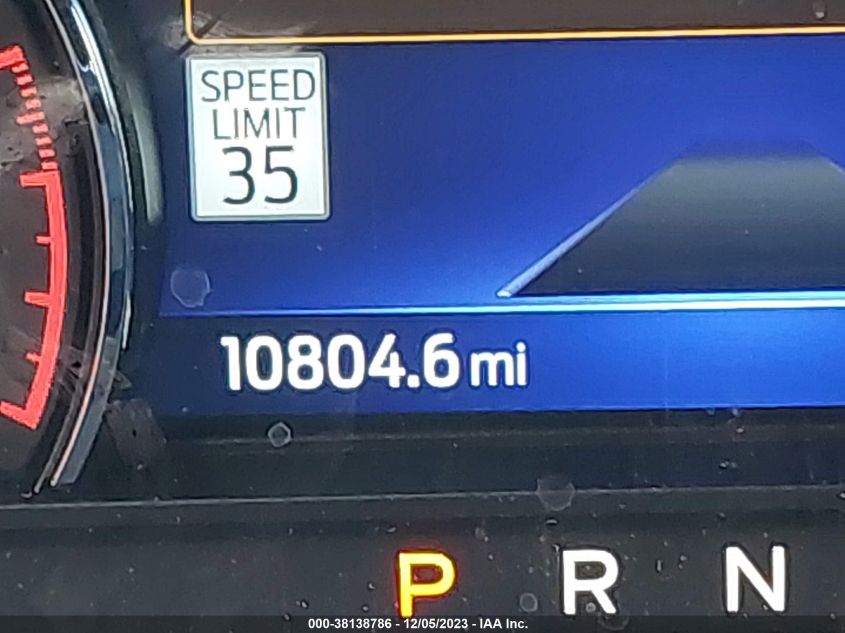 SPEED
LIMIT
35
10804.6 mi
P R N
000-38138786 - 12/05/2023 - IAA Inc.